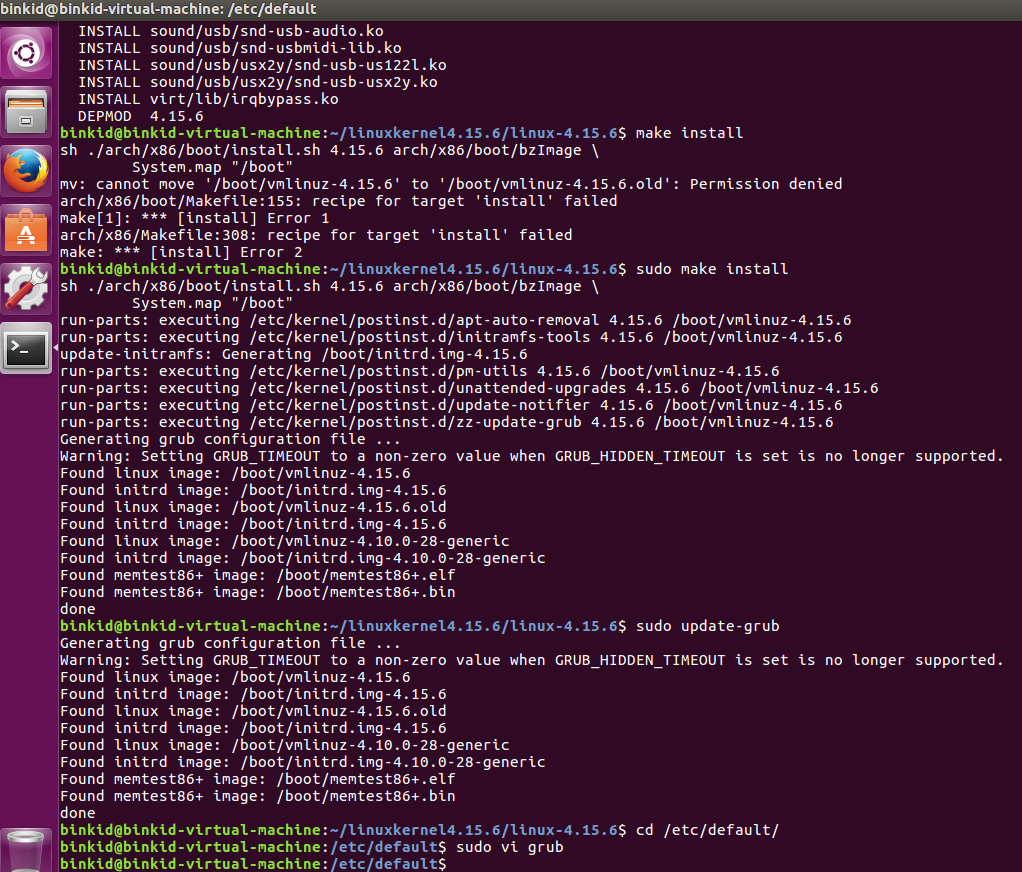 binkid@binkid-virtual-machine: /etc/default
  INSTALL sound/usb/snd-usb-audio.ko
  INSTALL sound/usb/snd-usbmidi-lib.ko
  INSTALL sound/usb/usx2y/snd-usb-us122l.ko
  INSTALL sound/usb/usx2y/snd-usb-usx2y.ko
  INSTALL virt/lib/irqbypass.ko
  DEPMOD  4.15.6
binkid@binkid-virtual-machine:~/linuxkernel4.15.6/linux-4.15.6$ make install
sh ./arch/x86/boot/install.sh 4.15.6 arch/x86/boot/bzImage \
        System.map "/boot"
mv: cannot move '/boot/vmlinuz-4.15.6' to '/boot/vmlinuz-4.15.6.old': Permission denied
arch/x86/boot/Makefile:155: recipe for target 'install' failed
make[1]: *** [install] Error 1
arch/x86/Makefile:308: recipe for target 'install' failed
make: *** [install] Error 2
binkid@binkid-virtual-machine:~/linuxkernel4.15.6/linux-4.15.6$ sudo make install
sh ./arch/x86/boot/install.sh 4.15.6 arch/x86/boot/bzImage \
        System.map "/boot"
run-parts: executing /etc/kernel/postinst.d/apt-auto-removal 4.15.6 /boot/vmlinuz-4.15.6
run-parts: executing /etc/kernel/postinst.d/initramfs-tools 4.15.6 /boot/vmlinuz-4.15.6
update-initramfs: Generating /boot/initrd.img-4.15.6
run-parts: executing /etc/kernel/postinst.d/pm-utils 4.15.6 /boot/vmlinuz-4.15.6
run-parts: executing /etc/kernel/postinst.d/unattended-upgrades 4.15.6 /boot/vmlinuz-4.15.6
run-parts: executing /etc/kernel/postinst.d/update-notifier 4.15.6 /boot/vmlinuz-4.15.6
run-parts: executing /etc/kernel/postinst.d/zz-update-grub 4.15.6 /boot/vmlinuz-4.15.6
Generating grub configuration file ...
Warning: Setting GRUB_TIMEOUT to a non-zero value when GRUB_HIDDEN_TIMEOUT is set is no longer supported.
Found linux image: /boot/vmlinuz-4.15.6
Found initrd image: /boot/initrd.img-4.15.6
Found linux image: /boot/vmlinuz-4.15.6.old
Found initrd image: /boot/initrd.img-4.15.6
Found linux image: /boot/vmlinuz-4.10.0-28-generic
Found initrd image: /boot/initrd.img-4.10.0-28-generic
Found memtest86+ image: /boot/memtest86+.elf
Found memtest86+ image: /boot/memtest86+.bin
done
binkid@binkid-virtual-machine:~/linuxkernel4.15.6/linux-4.15.6$ sudo update-grub
Generating grub configuration file ...
Warning: Setting GRUB_TIMEOUT to a non-zero value when GRUB_HIDDEN_TIMEOUT is set is no longer supported.
Found linux image: /boot/vmlinuz-4.15.6
Found initrd image: /boot/initrd.img-4.15.6
Found linux image: /boot/vmlinuz-4.15.6.old
Found initrd image: /boot/initrd.img-4.15.6
Found linux image: /boot/vmlinuz-4.10.0-28-generic
Found initrd image: /boot/initrd.img-4.10.0-28-generic
Found memtest86+ image: /boot/memtest86+.elf
Found memtest86+ image: /boot/memtest86+.bin
done
binkid@binkid-virtual-machine:~/linuxkernel4.15.6/linux-4.15.6$ cd /etc/default/
binkid@binkid-virtual-machine:/etc/default$ sudo vi grub
binkid@binkid-virtual-machine:/etc/default$